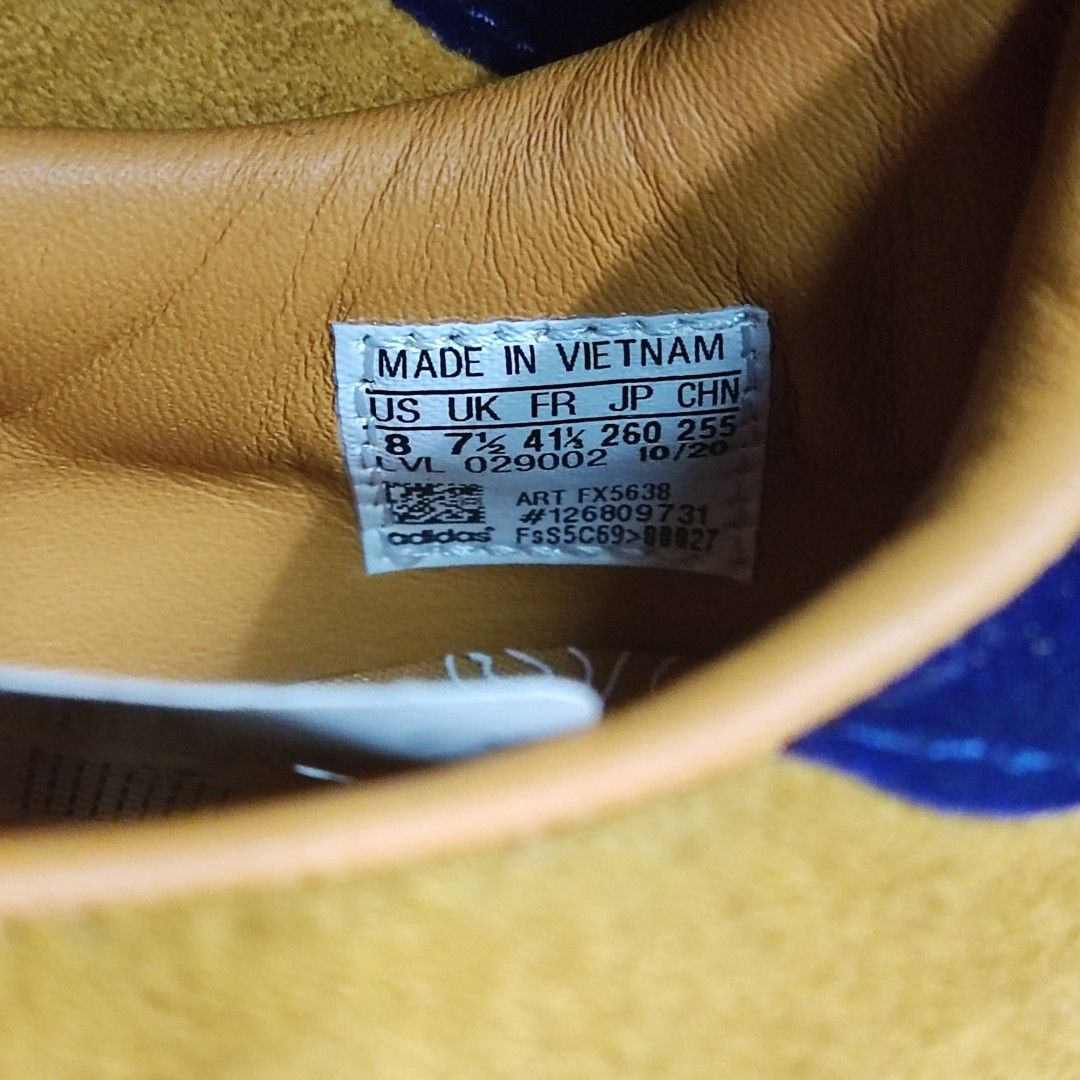 MADE IN VIETNAM
US UK FR JP CHN
8 7½ 41⅓ 260 255
LVL 029002 10/20
ART FX5638
#126809731
adidas FsS5C69>